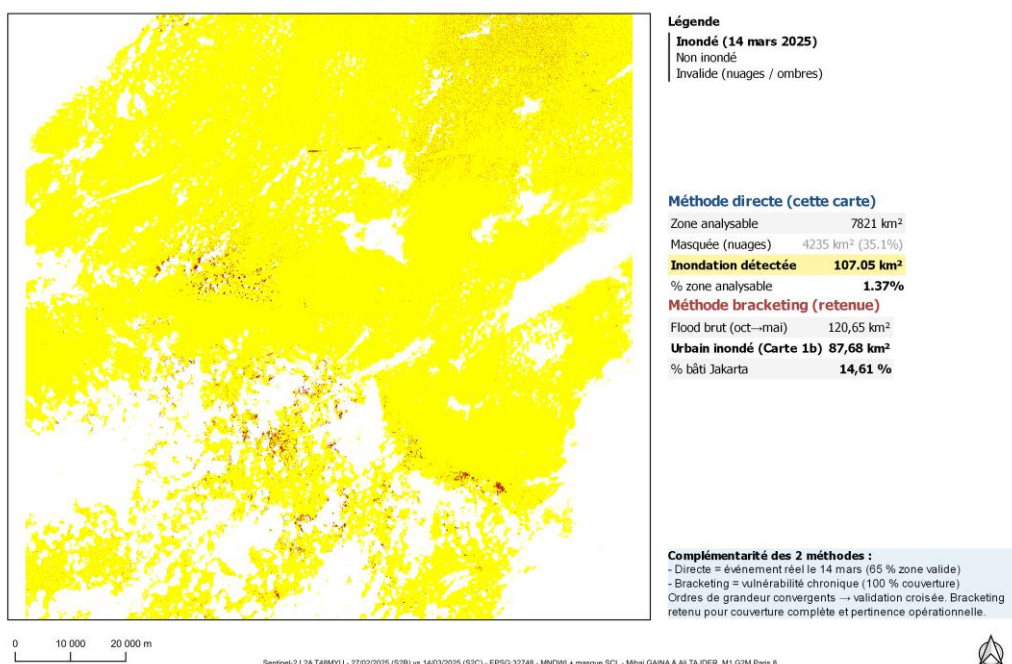 Légende
Inondé (14 mars 2025)
Non inondé
Invalide (nuages / ombres)
Méthode directe (cette carte)
Zone analysable 7821 km²
Masquée (nuages) 4235 km² (35.1%)
Inondation détectée 107.05 km²
% zone analysable 1.37%
Méthode bracketing (retenue)
Flood brut (oct→mai) 120,65 km²
Urbain inondé (Carte 1b) 87,68 km²
% bâti Jakarta 14,61 %
Complémentarité des 2 méthodes :
- Directe = événement réel le 14 mars (65 % zone valide)
- Bracketing = vulnérabilité chronique (100 % couverture)
Ordres de grandeur convergents → validation croisée. Bracketing
retenu pour couverture complète et pertinence opérationnelle.
0 10 000 20 000 m
Sentinel-2 L2A T48MYU - 27/02/2025 (S2B) vs 14/03/2025 (S2C) - EPSG:32748 - MNDWI + masque SCL - Mihai GAINA & ALTAJDER, M1 G2M Paris 8